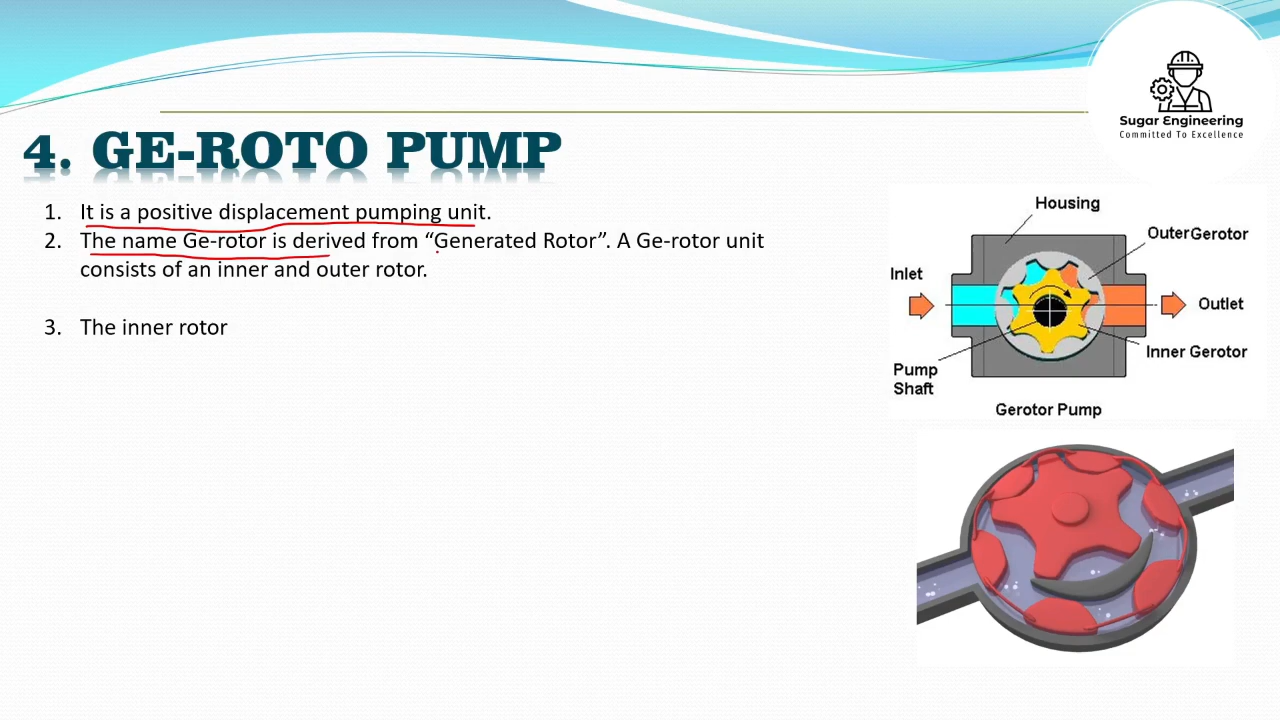 Sugar Engineering
Committed To Excellence
4. GE-ROTO PUMP
1. It is a positive displacement pumping unit.
2. The name Ge-rotor is derived from “Generated Rotor”. A Ge-rotor unit
consists of an inner and outer rotor.
3. The inner rotor
Housing
Outer Gerotor
Inlet
Outlet
Inner Gerotor
Pump
Shaft
Gerotor Pump